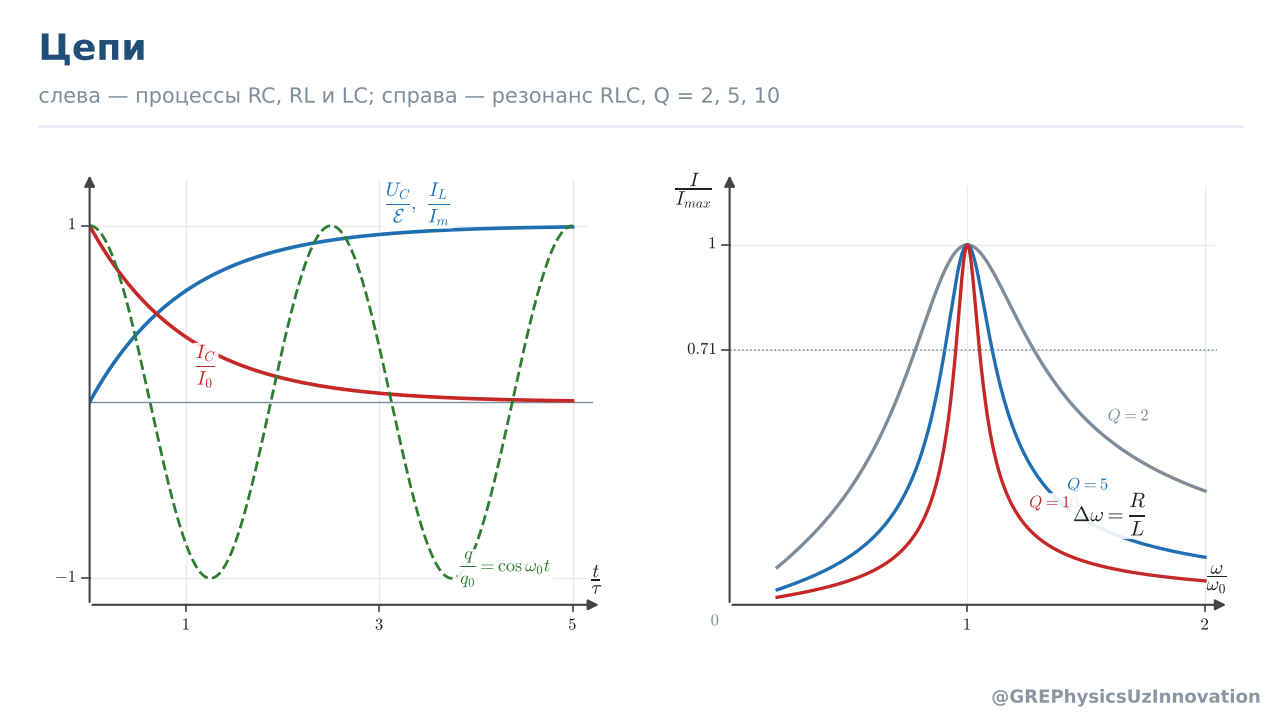 Цепи
слева — процессы RC, RL и LC; справа — резонанс RLC, Q = 2, 5, 10
U_C/ℰ, I_L/I_m
1
I_C/I_0
−1
q/q_0 = cos ω_0t
t/τ
1 3 5
I/I_max
1
0.71
Q = 2
Q = 5
Q = 1
Δω = R/L
ω/ω_0
0
1 2
@GREPhysicsUzInnovation